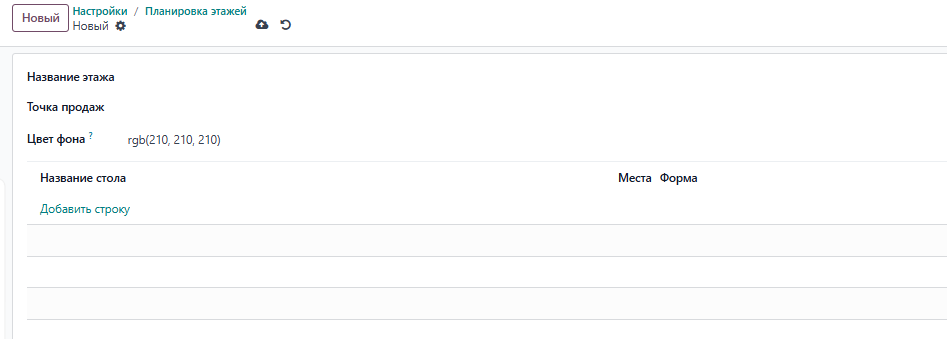 Новый
Настройки / Планировка этажей
Новый
Название этажа
Точка продаж
Цвет фона ? rgb(210, 210, 210)
Название стола Места Форма
Добавить строку